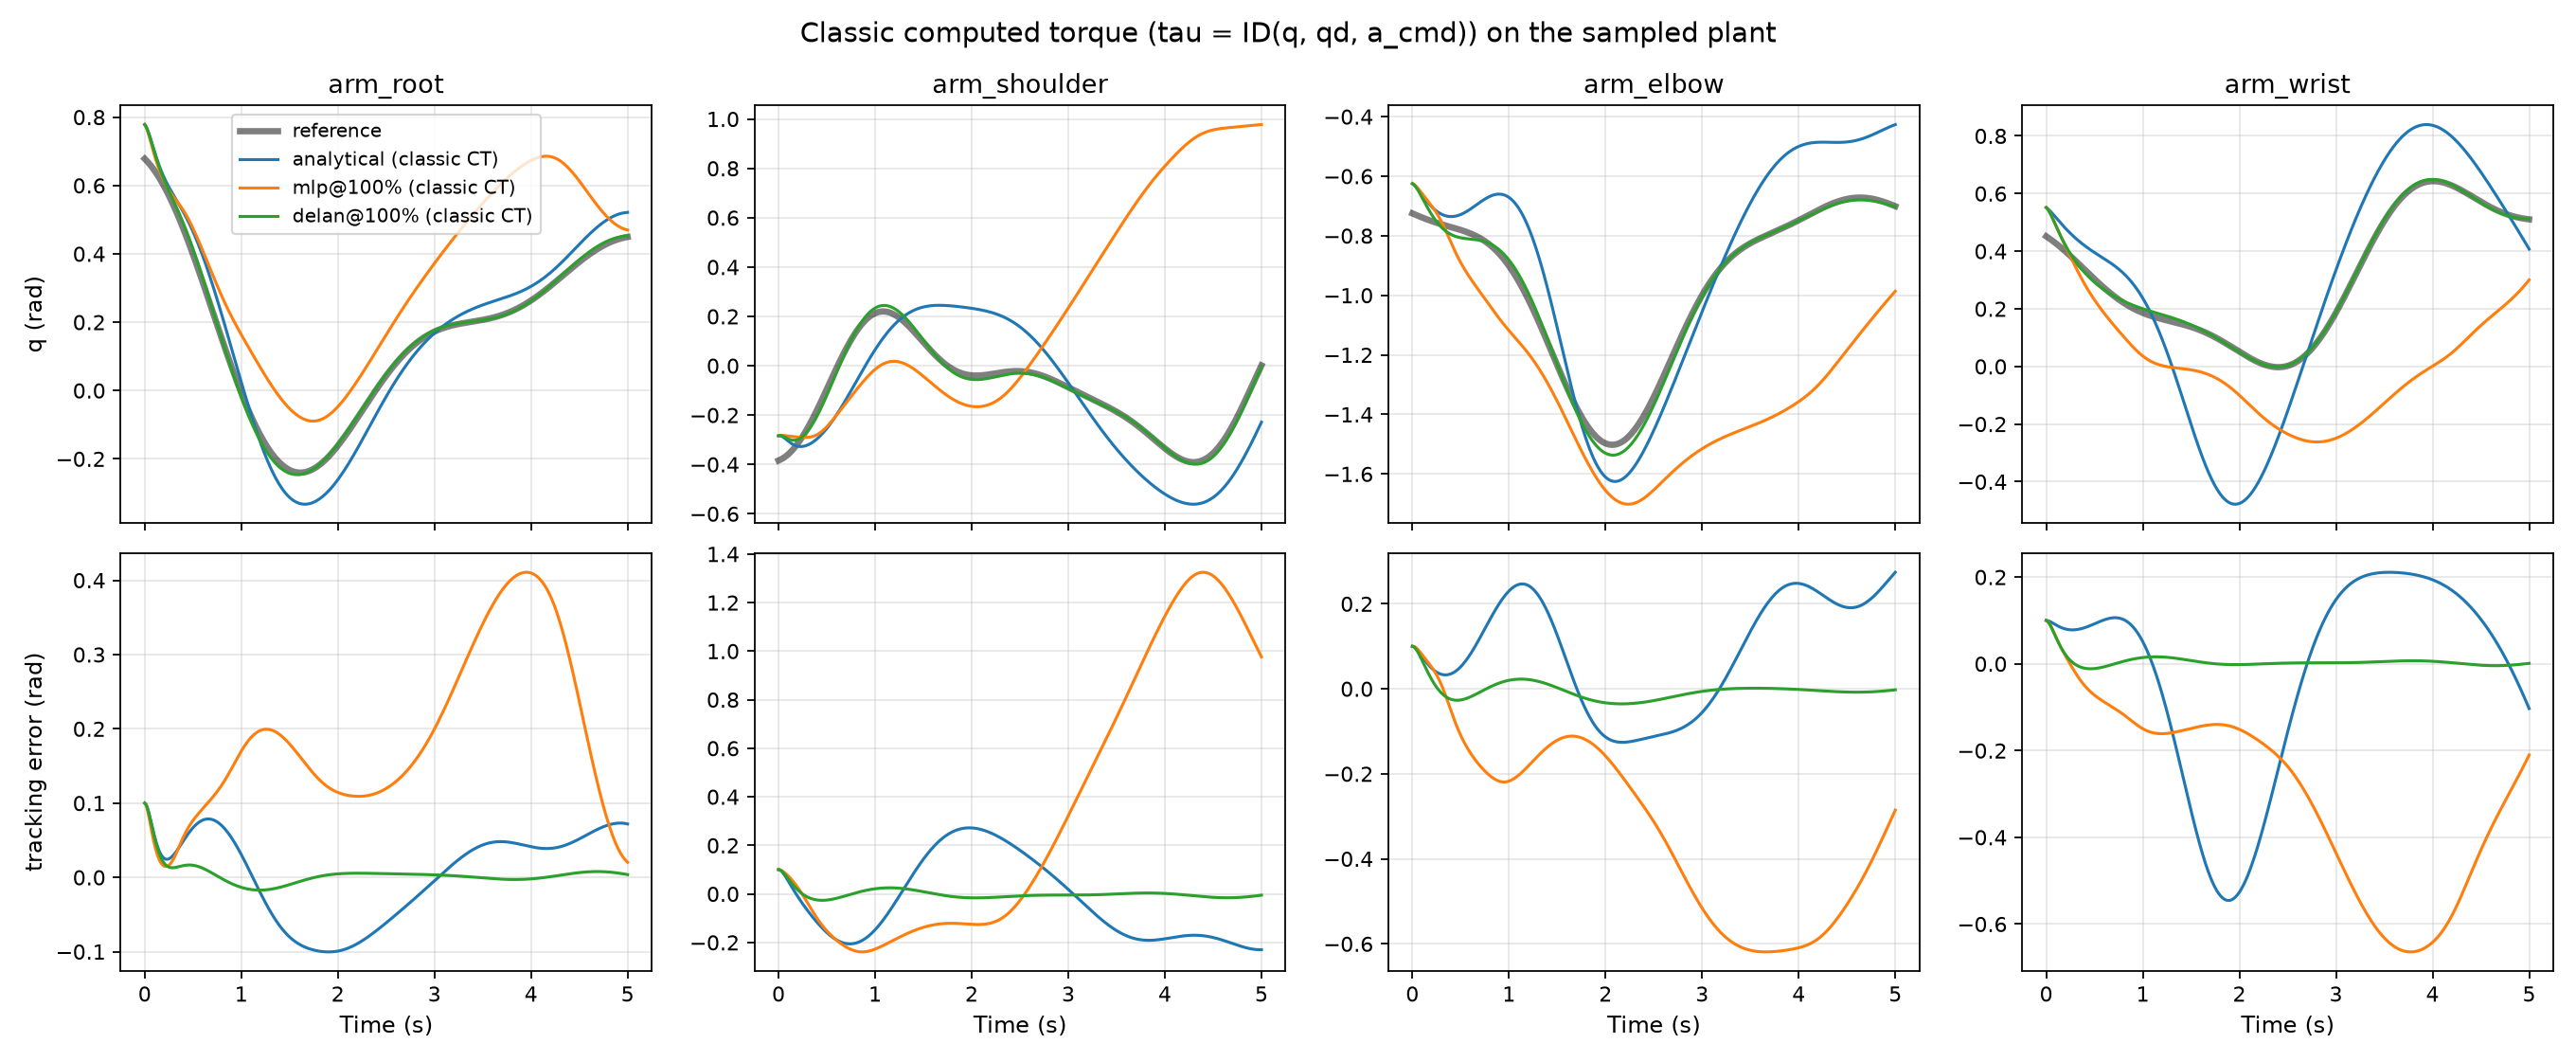 Classic computed torque (tau = ID(q, qd, a_cmd)) on the sampled plant
arm_root
arm_shoulder
arm_elbow
arm_wrist
q (rad)
0.8
0.6
0.4
0.2
0.0
−0.2
reference
analytical (classic CT)
mlp@100% (classic CT)
delan@100% (classic CT)
1.0
0.8
0.6
0.4
0.2
0.0
−0.2
−0.4
−0.6
−0.4
−0.6
−0.8
−1.0
−1.2
−1.4
−1.6
0.8
0.6
0.4
0.2
0.0
−0.2
−0.4
tracking error (rad)
0.4
0.3
0.2
0.1
0.0
−0.1
0 1 2 3 4 5
Time (s)
1.4
1.2
1.0
0.8
0.6
0.4
0.2
0.0
−0.2
0 1 2 3 4 5
Time (s)
0.2
0.0
−0.2
−0.4
−0.6
0 1 2 3 4 5
Time (s)
0.2
0.0
−0.2
−0.4
−0.6
0 1 2 3 4 5
Time (s)